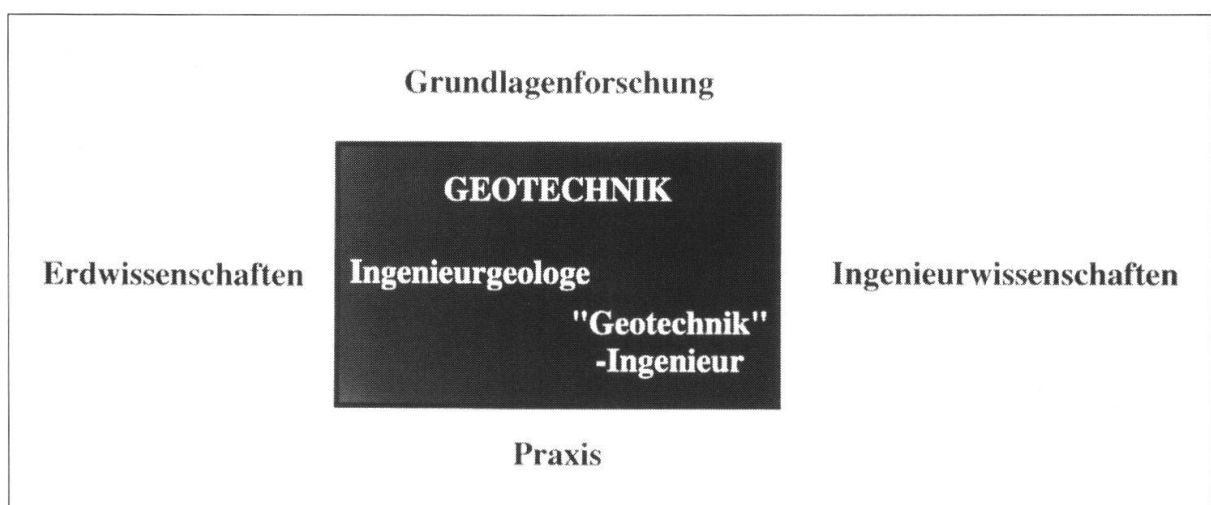 Grundlagenforschung
GEOTECHNIK
Erdwissenschaften
Ingenieurgeologe
Ingenieurwissenschaften
"Geotechnik"
-Ingenieur
Praxis